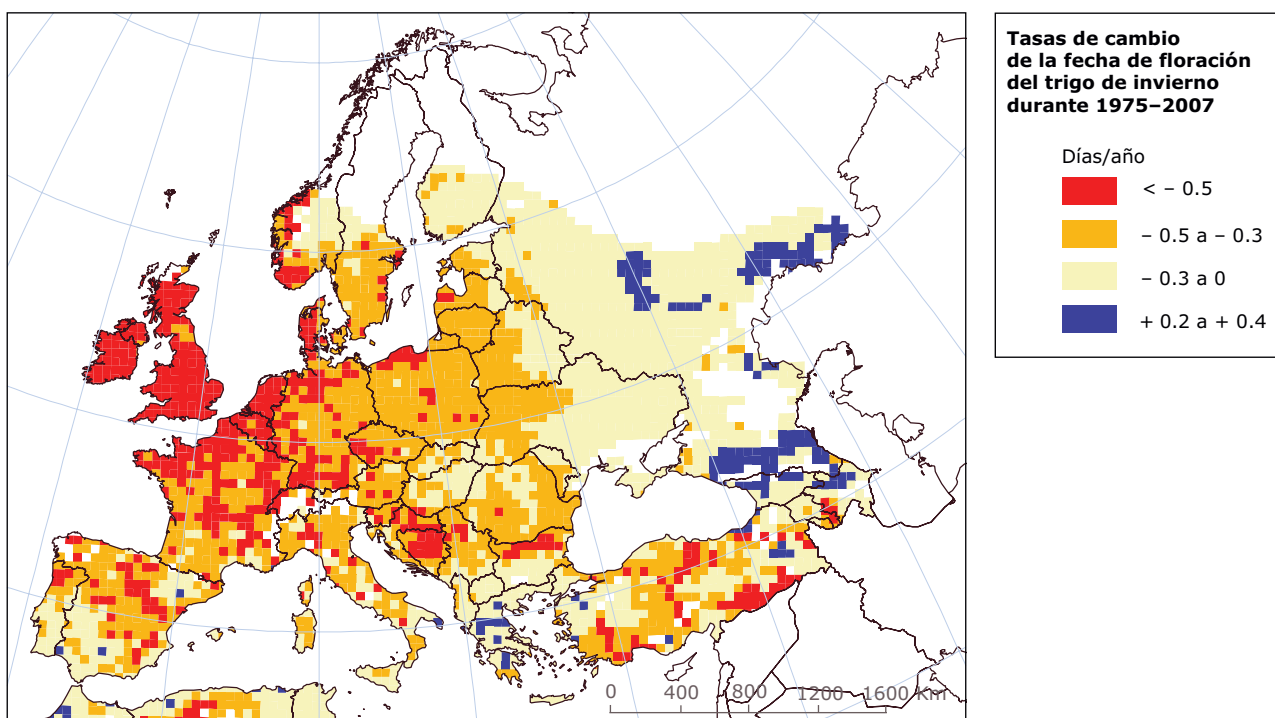 Tasas de cambio
de la fecha de floración
del trigo de invierno
durante 1975–2007
Días/año
< – 0.5
– 0.5 a – 0.3
– 0.3 a 0
+ 0.2 a + 0.4
0 400 800 1200 1600 Km